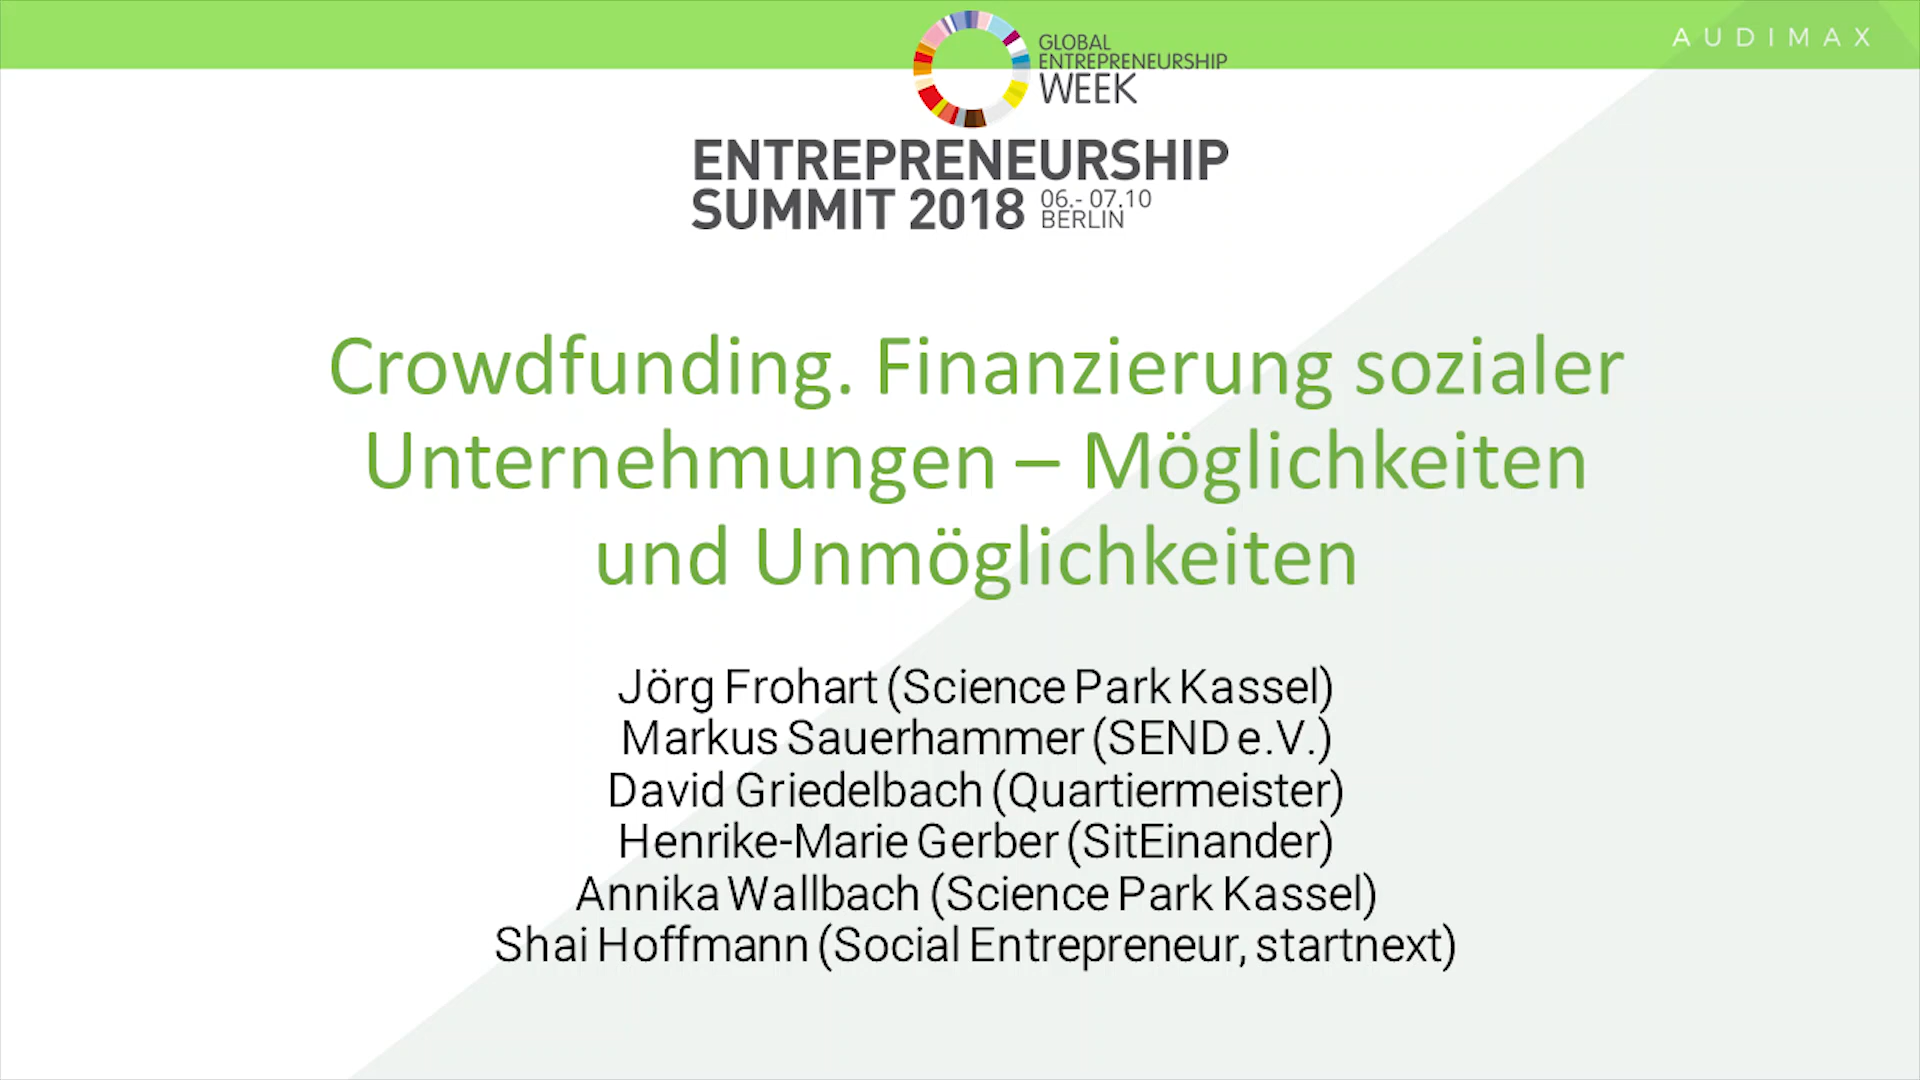 AUDIMAX
GLOBAL
ENTREPRENEURSHIP
WEEK
ENTREPRENEURSHIP
SUMMIT 2018 06.- 07.10
BERLIN
Crowdfunding. Finanzierung sozialer
Unternehmungen – Möglichkeiten
und Unmöglichkeiten
Jörg Frohart (Science Park Kassel)
Markus Sauerhammer (SEND e.V.)
David Griedelbach (Quartiermeister)
Henrike-Marie Gerber (SitEinander)
Annika Wallbach (Science Park Kassel)
Shai Hoffmann (Social Entrepreneur, startnext)